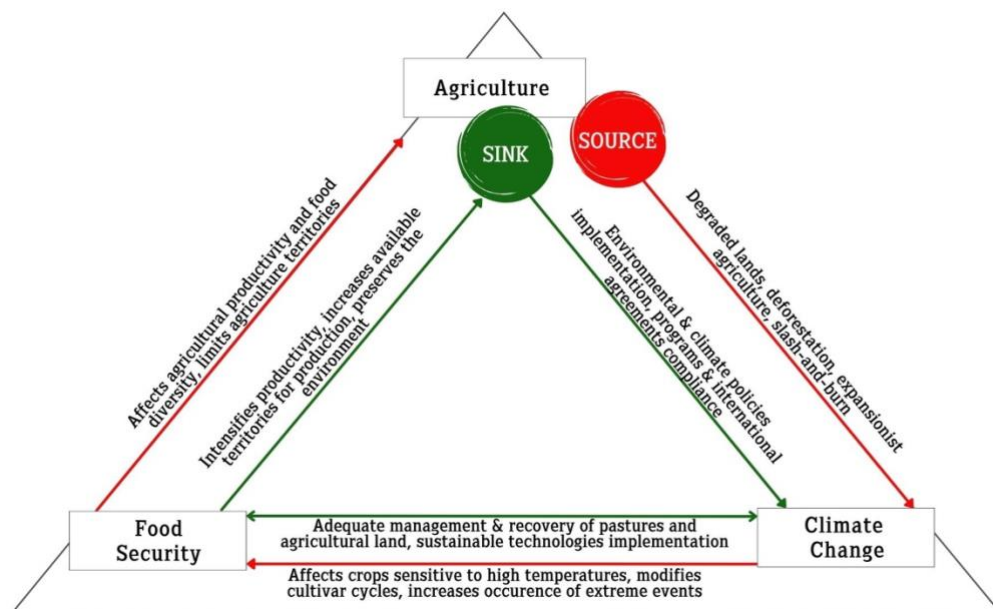 Agriculture
SINK
SOURCE
Affects agricultural productivity and food
diversity, limits agriculture territories
Intensifies productivity, increases available
territories for production, preserves the
environment
Environmental & climate policies
implementation, programs & international
agreements compliance
Degraded lands, deforestation, expansionist
agriculture, slash-and-burn
Food
Security
Adequate management & recovery of pastures and
agricultural land, sustainable technologies implementation
Affects crops sensitive to high temperatures, modifies
cultivar cycles, increases occurence of extreme events
Climate
Change